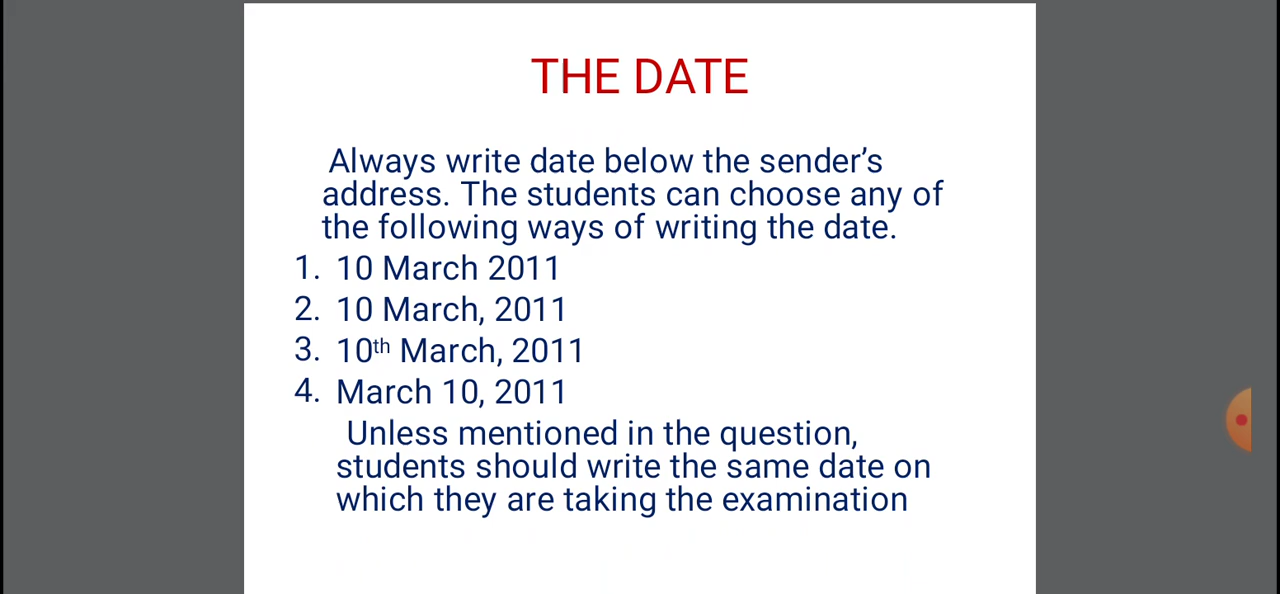 THE DATE
Always write date below the sender’s
address. The students can choose any of
the following ways of writing the date.
1. 10 March 2011
2. 10 March, 2011
3. 10th March, 2011
4. March 10, 2011
Unless mentioned in the question,
students should write the same date on
which they are taking the examination